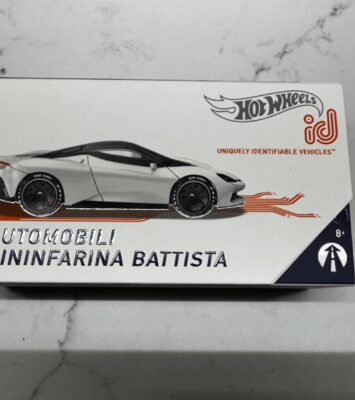 HOT WHEELS
id
UNIQUELY IDENTIFIABLE VEHICLES™
UTOMOBILI
ININFARINA BATTISTA
8+